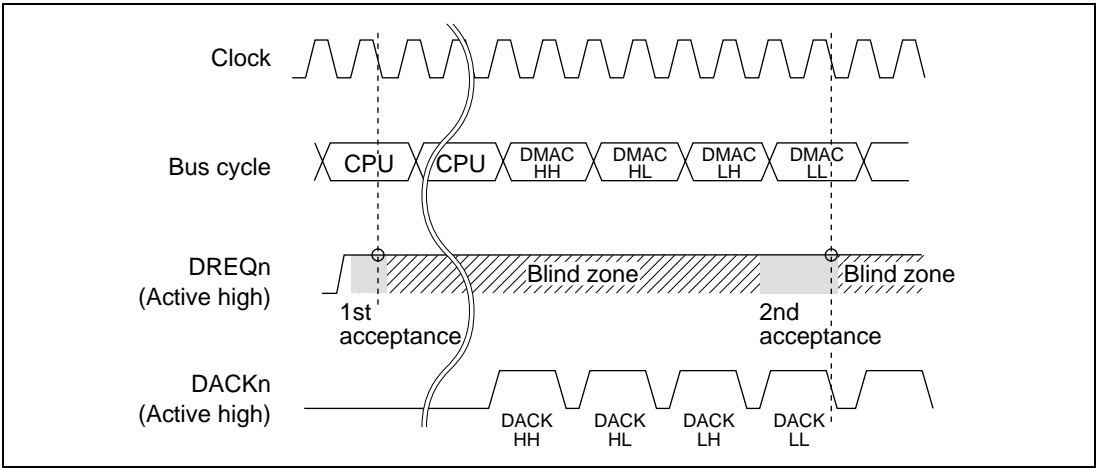 Clock
Bus cycle
CPU
CPU
DMAC
HH
DMAC
HL
DMAC
LH
DMAC
LL
DREQn
(Active high)
Blind zone
Blind zone
1st
acceptance
2nd
acceptance
DACKn
(Active high)
DACK
HH
DACK
HL
DACK
LH
DACK
LL